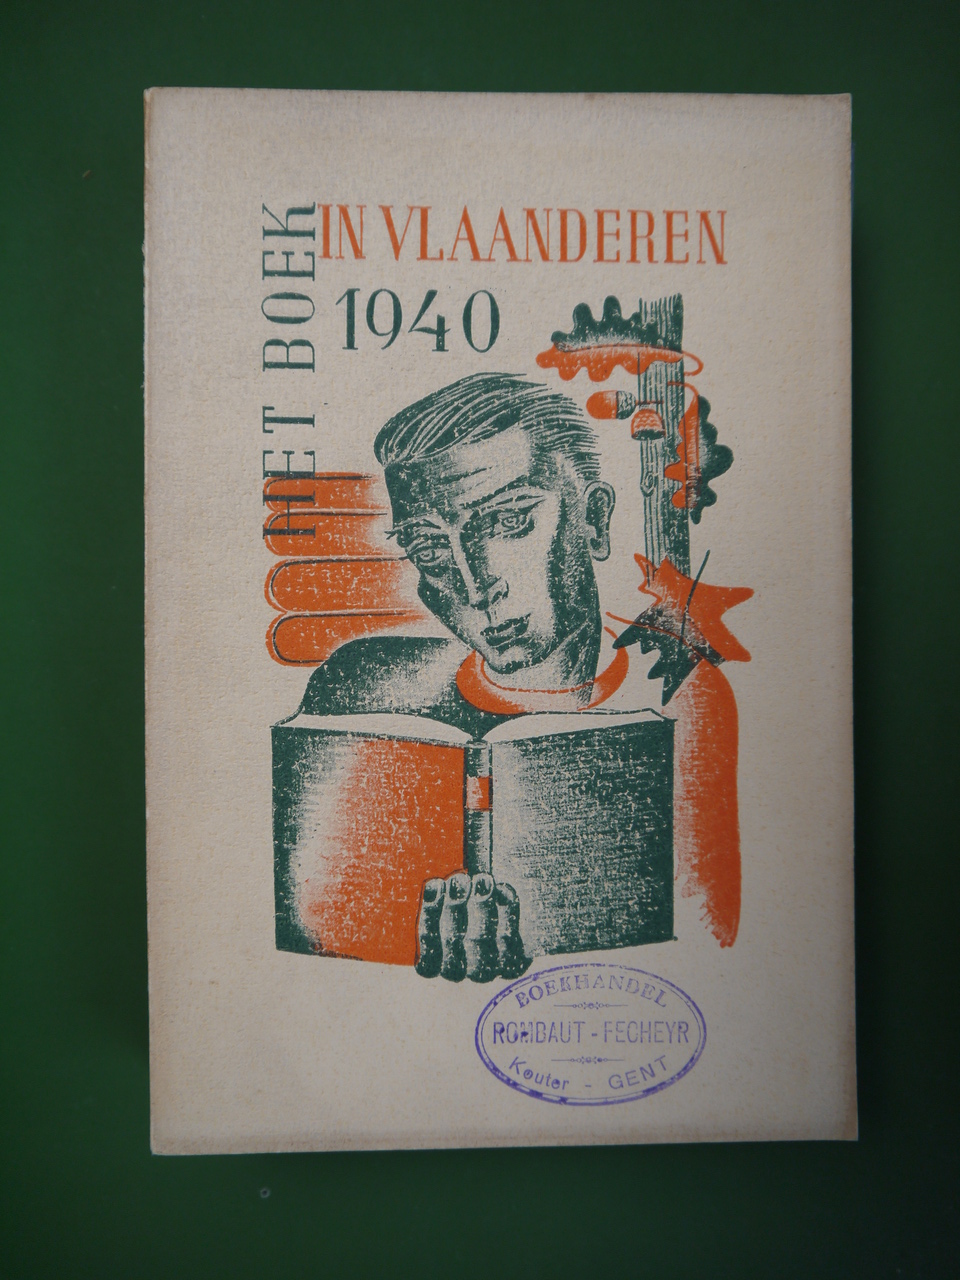 HET BOEK
IN VLAANDEREN
1940
BOEKHANDEL
ROMBAUT - FECHEYR
Kouter - GENT